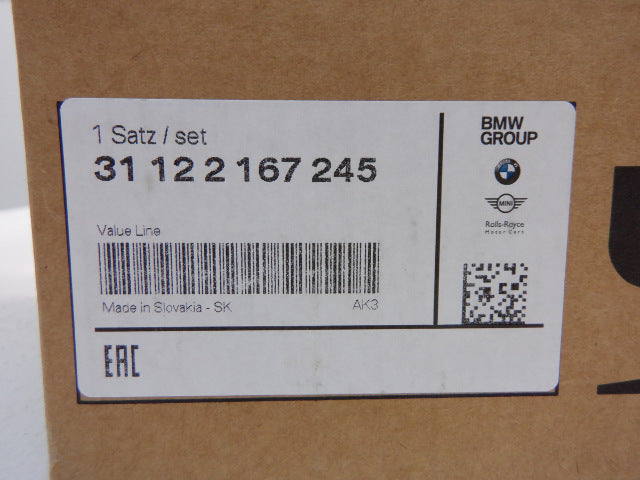 1 Satz / set
31 12 2 167 245
Value Line
Made in Slovakia - SK
AK3
EAC
BMW
GROUP
MINI
Rolls-Royce
Motor Cars